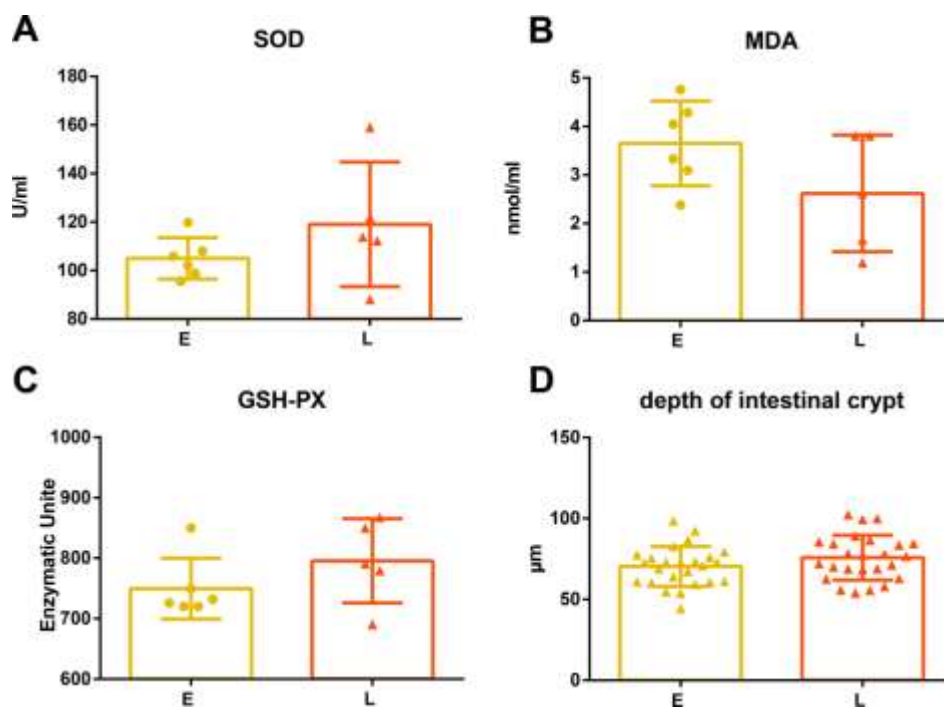 A
SOD
U/ml
180
160
140
120
100
80
E
L
B
MDA
nmol/ml
5
4
3
2
1
0
E
L
C
GSH-PX
Enzymatic Unite
1000
900
800
700
600
E
L
D
depth of intestinal crypt
μm
150
100
50
0
E
L